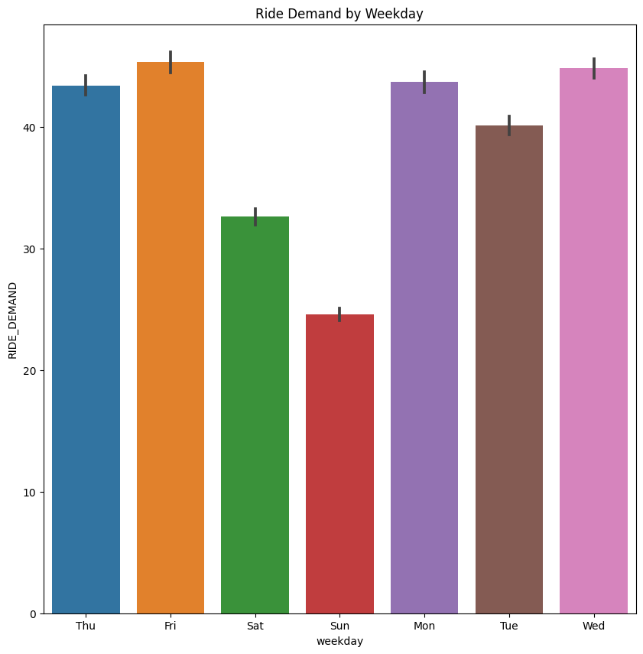 Ride Demand by Weekday
RIDE_DEMAND
40
30
20
10
0
Thu Fri Sat Sun Mon Tue Wed
weekday